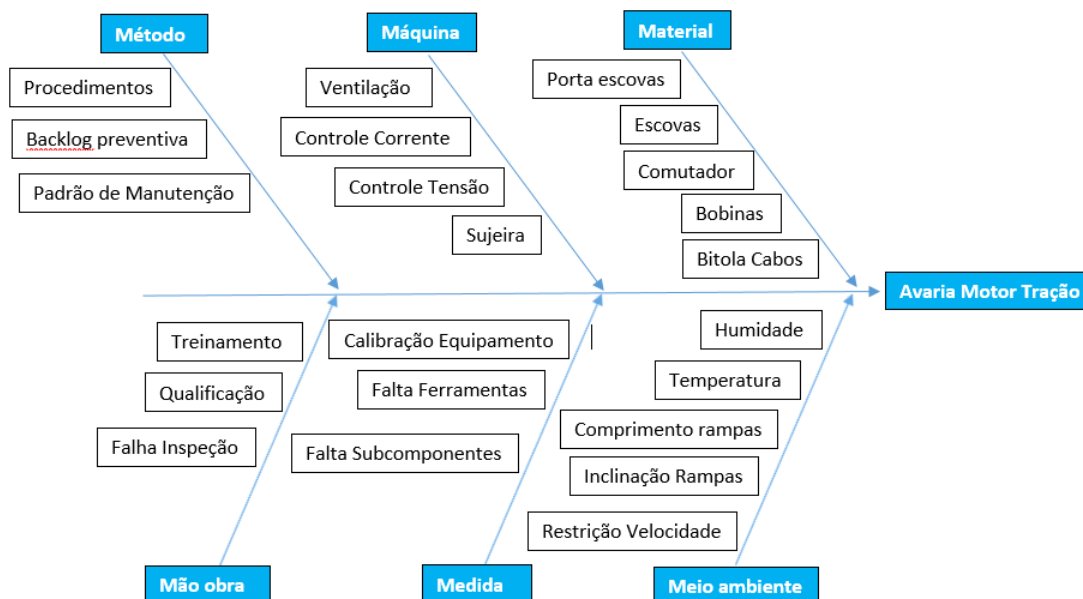 Método
Máquina
Material
Procedimentos
Backlog preventiva
Padrão de Manutenção
Ventilação
Controle Corrente
Controle Tensão
Sujeira
Porta escovas
Escovas
Comutador
Bobinas
Bitola Cabos
Avaria Motor Tração
Treinamento
Qualificação
Falha Inspeção
Calibração Equipamento
Falta Ferramentas
Falta Subcomponentes
Humidade
Temperatura
Comprimento rampas
Inclinação Rampas
Restrição Velocidade
Mão obra
Medida
Meio ambiente